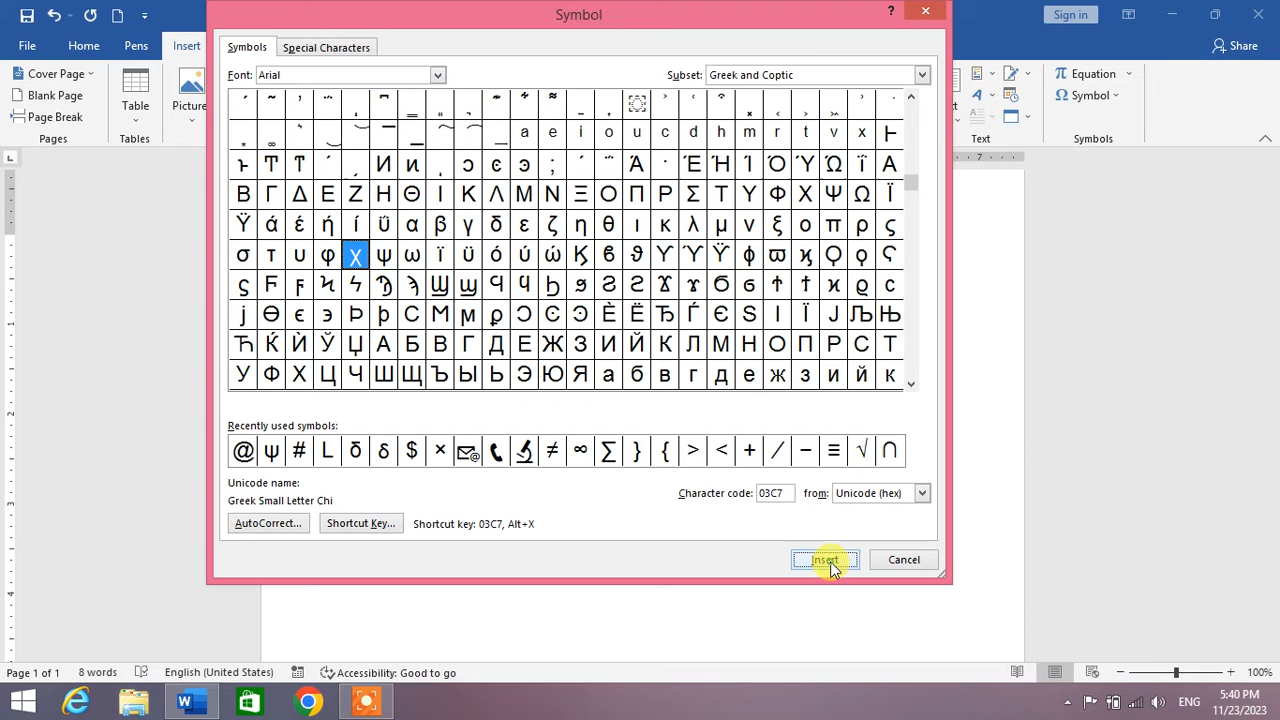 Symbol
?
Sign in
File
Home
Pens
Insert
Share
Cover Page
Blank Page
Page Break
Pages
Table
Tables
Picture
Symbols
Special Characters
Font: Arial
Subset: Greek and Coptic
Equation
Symbol
Text
Symbols
a e i o u c d h m r t v x Ⱶ
ͱ Ͳ ͳ ʹ ͵ Ͷ ͷ ͺ ͻ ͼ ͽ ; ΄ ΅ Ά · Έ Ή Ί Ό Ύ Ώ ΐ Α
Β Γ Δ Ε Ζ Η Θ Ι Κ Λ Μ Ν Ξ Ο Π Ρ Σ Τ Υ Φ Χ Ψ Ω Ϊ
Ϋ ά έ ή ί ΰ α β γ δ ε ζ η θ ι κ λ μ ν ξ ο π ρ ς
σ τ υ φ χ ψ ω ϊ ϋ ό ύ ώ Ϗ ϐ ϑ ϒ ϓ ϔ ϕ ϖ ϗ Ϙ ϙ Ϛ
ϛ Ϝ ϝ Ϟ ϟ Ϡ ϡ Ϣ ϣ Ϥ ϥ Ϧ ϧ Ϩ ϩ Ϫ ϫ Ϭ ϭ Ϯ ϯ ϰ ϱ ϲ
ϳ ϴ ϵ ϶ Ϸ ϸ Ϲ Ϻ ϻ ϼ Ͻ Ͼ Ͽ Ѐ Ё Ђ Ѓ Є Ѕ І Ї Ј Љ Њ
Ћ Ќ Ѝ Ў Џ А Б В Г Д Е Ж З И Й К Л М Н О П Р С Т
У Ф Х Ц Ч Ш Щ Ъ Ы Ь Э Ю Я а б в г д е ж з и й к
Recently used symbols:
@ ψ # L δ δ $ × ≠ ∞ ∑ } { > < + / − ≡ √ ∩
Unicode name:
Greek Small Letter Chi
Character code: 03C7
from: Unicode (hex)
AutoCorrect...
Shortcut Key...
Shortcut key: 03C7, Alt+X
Insert
Cancel
Page 1 of 1
8 words
English (United States)
Accessibility: Good to go
100%
ENG
5:40 PM
11/23/2023